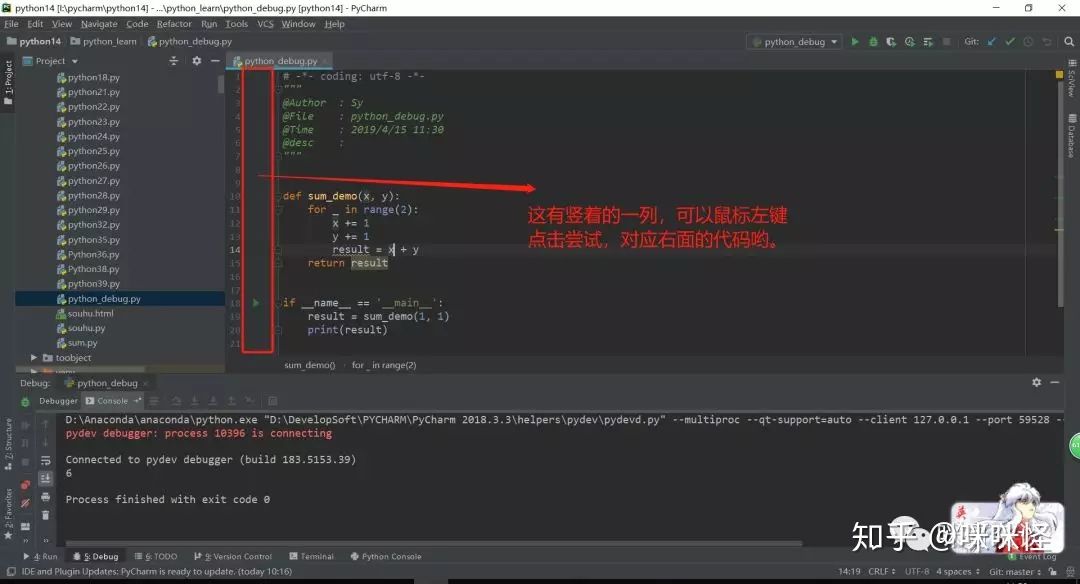 python14 [I:\pycharm\python14] - ...\python_learn\python_debug.py [python14] - PyCharm
File Edit View Navigate Code Refactor Run Tools VCS Window Help
python14 python_learn python_debug.py
python_debug Git:
Project python_debug.py
1: Project
python18.py
python21.py
python22.py
python23.py
python24.py
python25.py
python26.py
python27.py
python28.py
python29.py
python32.py
python35.py
Python36.py
Python38.py
python39.py
python_debug.py
souhu.html
souhu.py
sum.py
toobject
venv
1 # -*- coding: utf-8 -*-
2 """
3 @Author : Sy
4 @File : python_debug.py
5 @Time : 2019/4/15 11:30
6 @desc :
7 """
8
9
10 def sum_demo(x, y):
11 for _ in range(2):
12 x += 1
13 y += 1
14 result = x + y
15 return result
16
17
18 if __name__ == '__main__':
19 result = sum_demo(1, 1)
20 print(result)
21
这有竖着的一列，可以鼠标左键
点击尝试，对应右面的代码哟。
sum_demo() for _ in range(2)
SciView
Database
Debug: python_debug
Debugger Console
D:\Anaconda\anaconda\python.exe "D:\DevelopSoft\PYCHARM\PyCharm 2018.3.3\helpers\pydev\pydevd.py" --multiproc --qt-support=auto --client 127.0.0.1 --port 59528
pydev debugger: process 10396 is connecting
Connected to pydev debugger (build 183.5153.39)
6
Process finished with exit code 0
Z: Structure
2: Favorites
61
英
知乎 @咪咪怪
4: Run 5: Debug 6: TODO 9: Version Control Terminal Python Console Event Log
IDE and Plugin Updates: PyCharm is ready to update. (today 10:16) 14:19 CRLF UTF-8 4 spaces Git: master